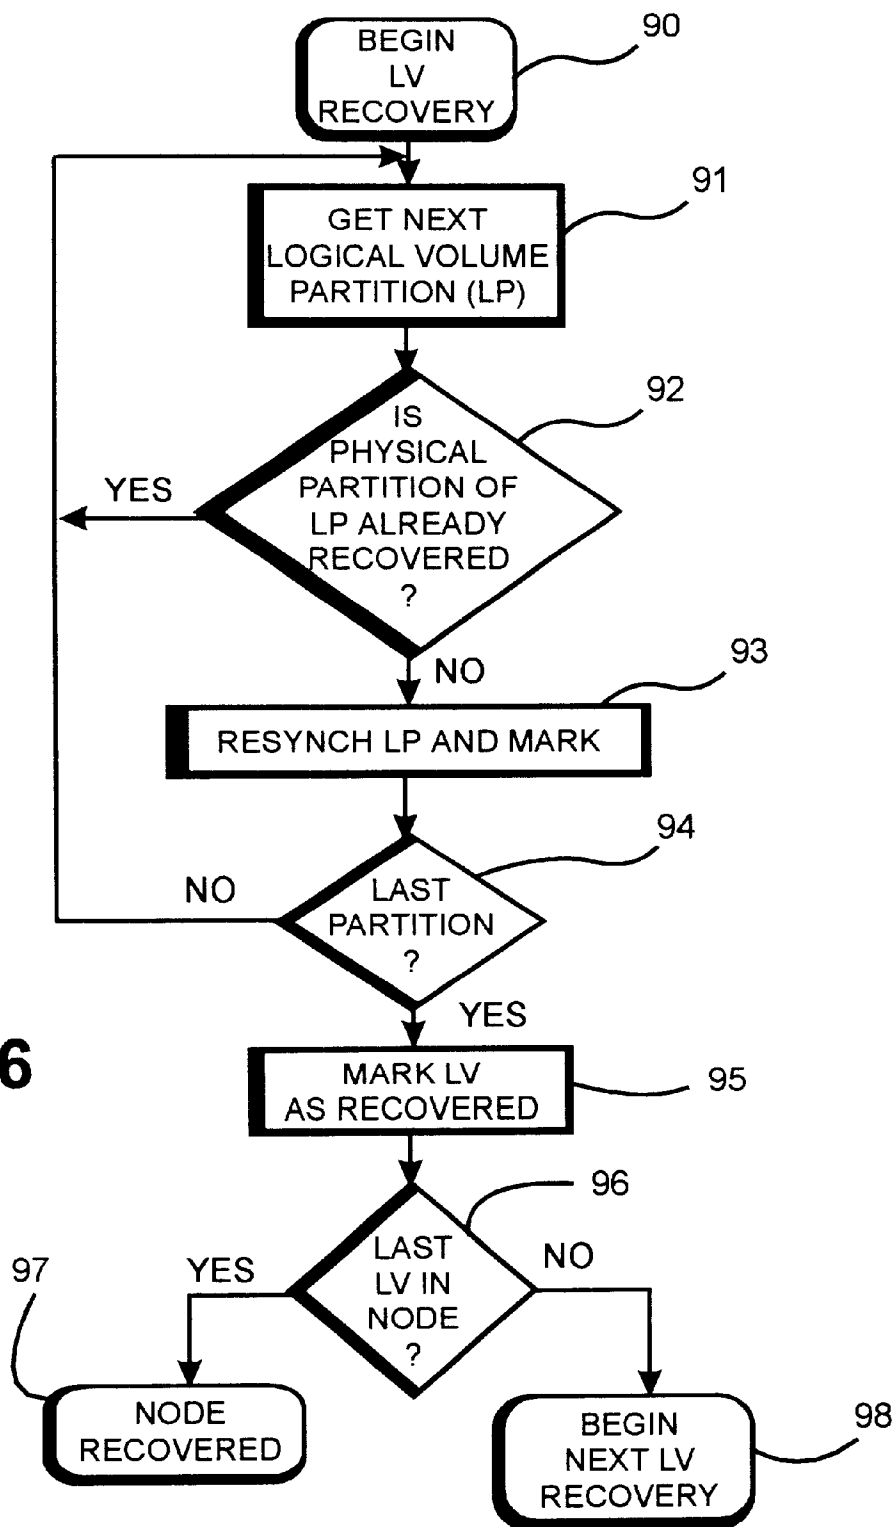 BEGIN
LV
RECOVERY
90
GET NEXT
LOGICAL VOLUME
PARTITION (LP)
91
IS
PHYSICAL
PARTITION OF
LP ALREADY
RECOVERED
?
92
YES
NO
RESYNCH LP AND MARK
93
LAST
PARTITION
?
94
NO
YES
6
MARK LV
AS RECOVERED
95
LAST
LV IN
NODE
?
96
YES
NO
97
NODE
RECOVERED
BEGIN
NEXT LV
RECOVERY
98